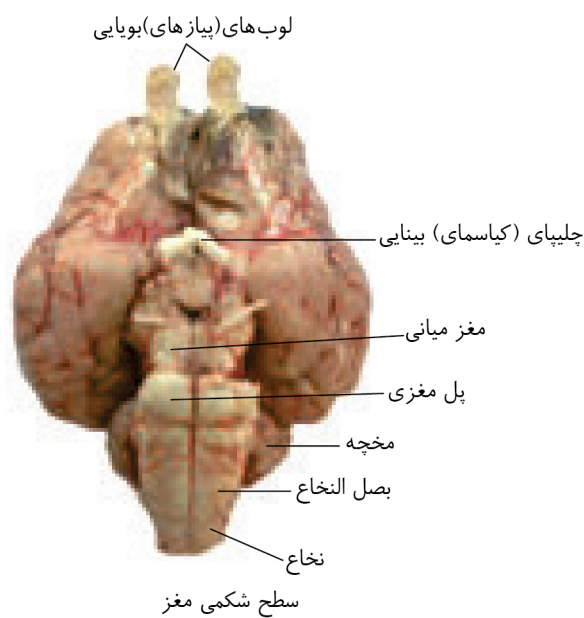 لوب‌های(پیازهای)بویایی
چلیپای (کیاسمای) بینایی
مغز میانی
پل مغزی
مخچه
بصل النخاع
نخاع
سطح شکمی مغز